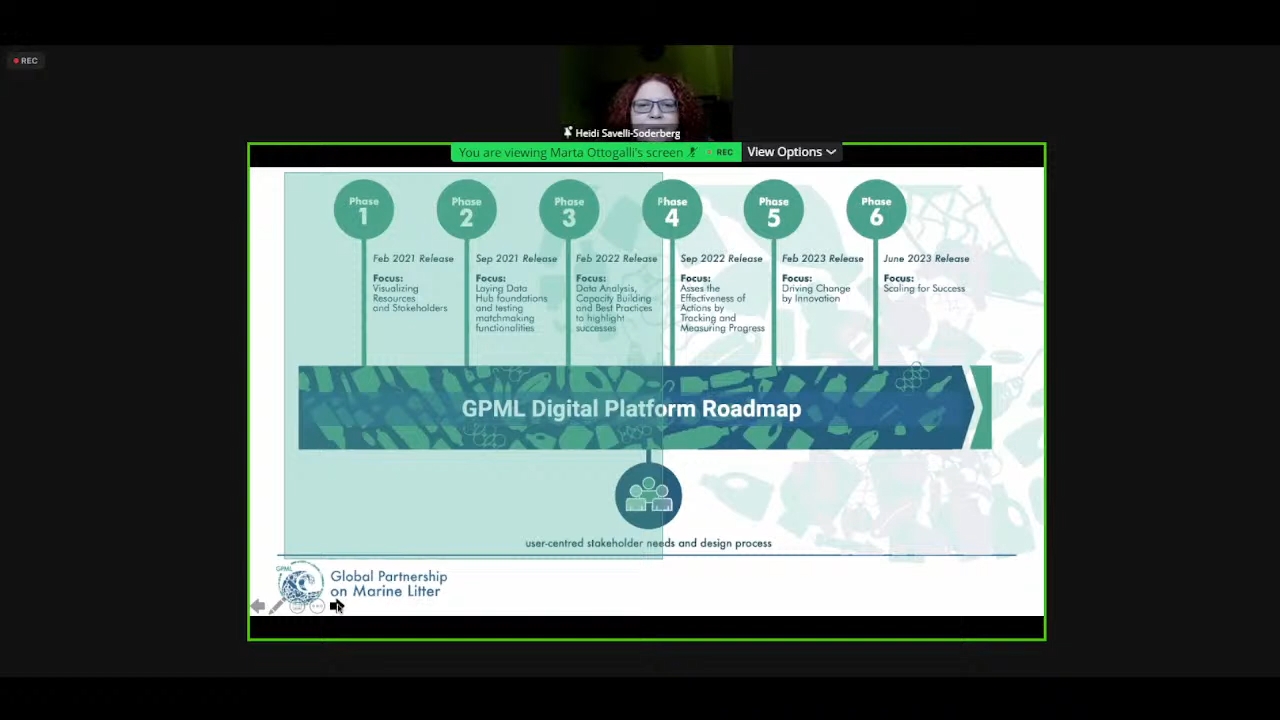 REC
Heidi Savelli-Soderberg
You are viewing Marta Ottogalli's screen
REC
View Options
Phase
1
Phase
2
Phase
3
Phase
4
Phase
5
Phase
6
Feb 2021 Release
Focus:
Visualizing
Resources
and Stakeholders
Sep 2021 Release
Focus:
Laying Data
Hub foundations
and testing
matchmaking
functionalities
Feb 2022 Release
Focus:
Data Analysis,
Capacity Building
and Best Practices
to highlight
successes
Sep 2022 Release
Focus:
Asses the
Effectiveness of
Actions by
Tracking and
Measuring Progress
Feb 2023 Release
Focus:
Driving Change
by Innovation
June 2023 Release
Focus:
Scaling for Success
GPML Digital Platform Roadmap
user-centred stakeholder needs and design process
GPML
Global Partnership
on Marine Litter